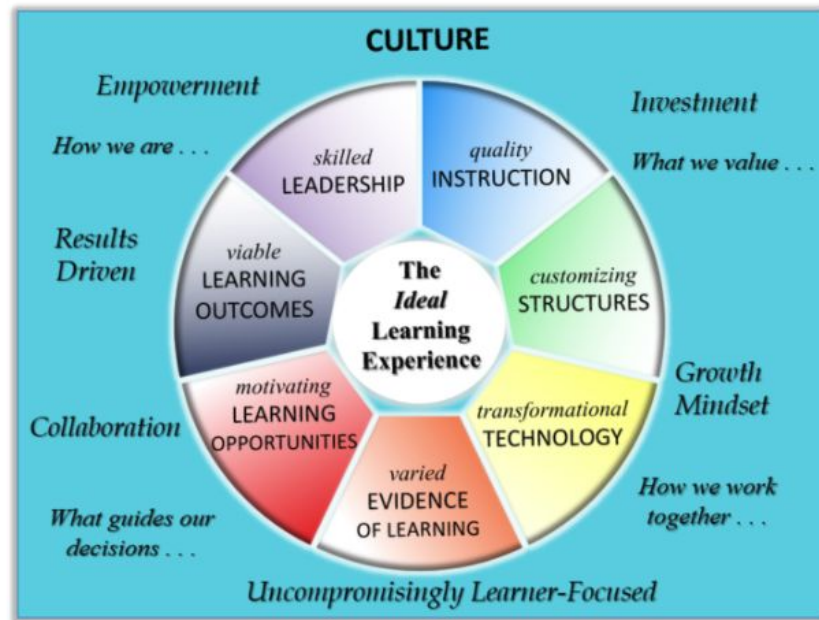 CULTURE
Empowerment
How we are . . .
Investment
What we value . . .
skilled
LEADERSHIP
quality
INSTRUCTION
Results
Driven
viable
LEARNING
OUTCOMES
The
Ideal
Learning
Experience
customizing
STRUCTURES
Collaboration
motivating
LEARNING
OPPORTUNITIES
transformational
TECHNOLOGY
Growth
Mindset
varied
EVIDENCE
OF LEARNING
What guides our
decisions . . .
How we work
together . . .
Uncompromisingly Learner-Focused